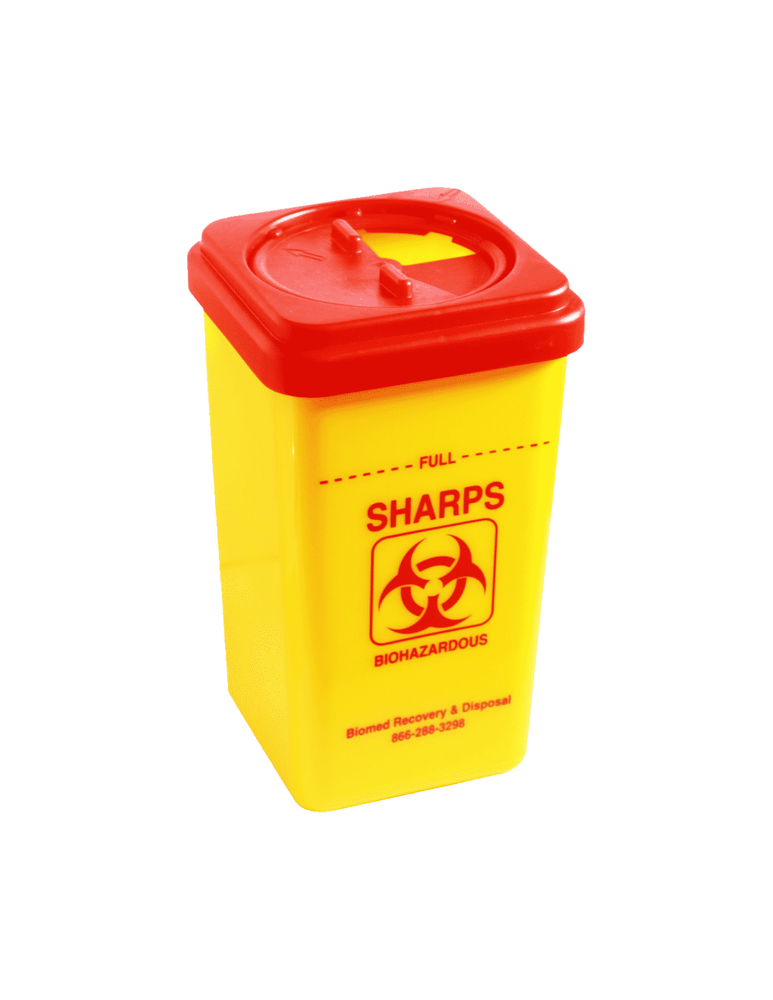 FULL
SHARPS
BIOHAZARDOUS
Biomed Recovery & Disposal
866-288-3298